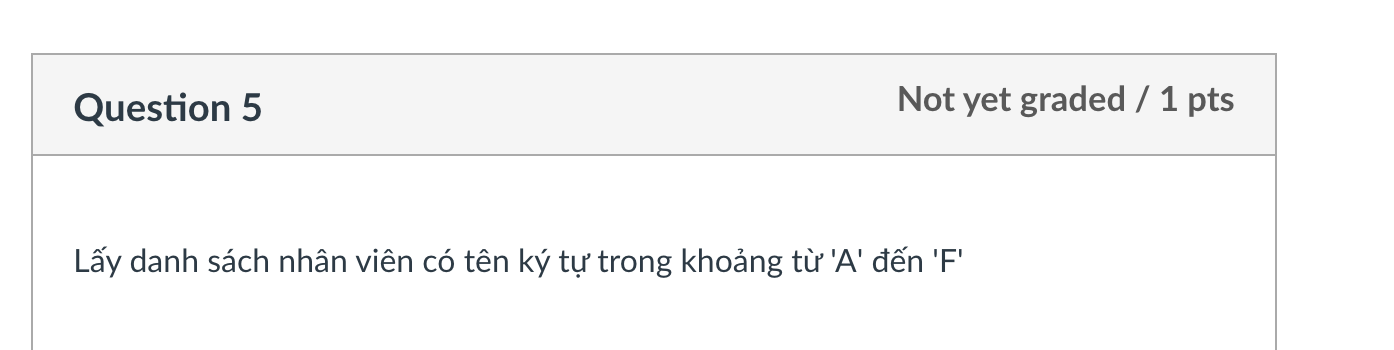 Question 5
Not yet graded / 1 pts
Lấy danh sách nhân viên có tên ký tự trong khoảng từ 'A' đến 'F'